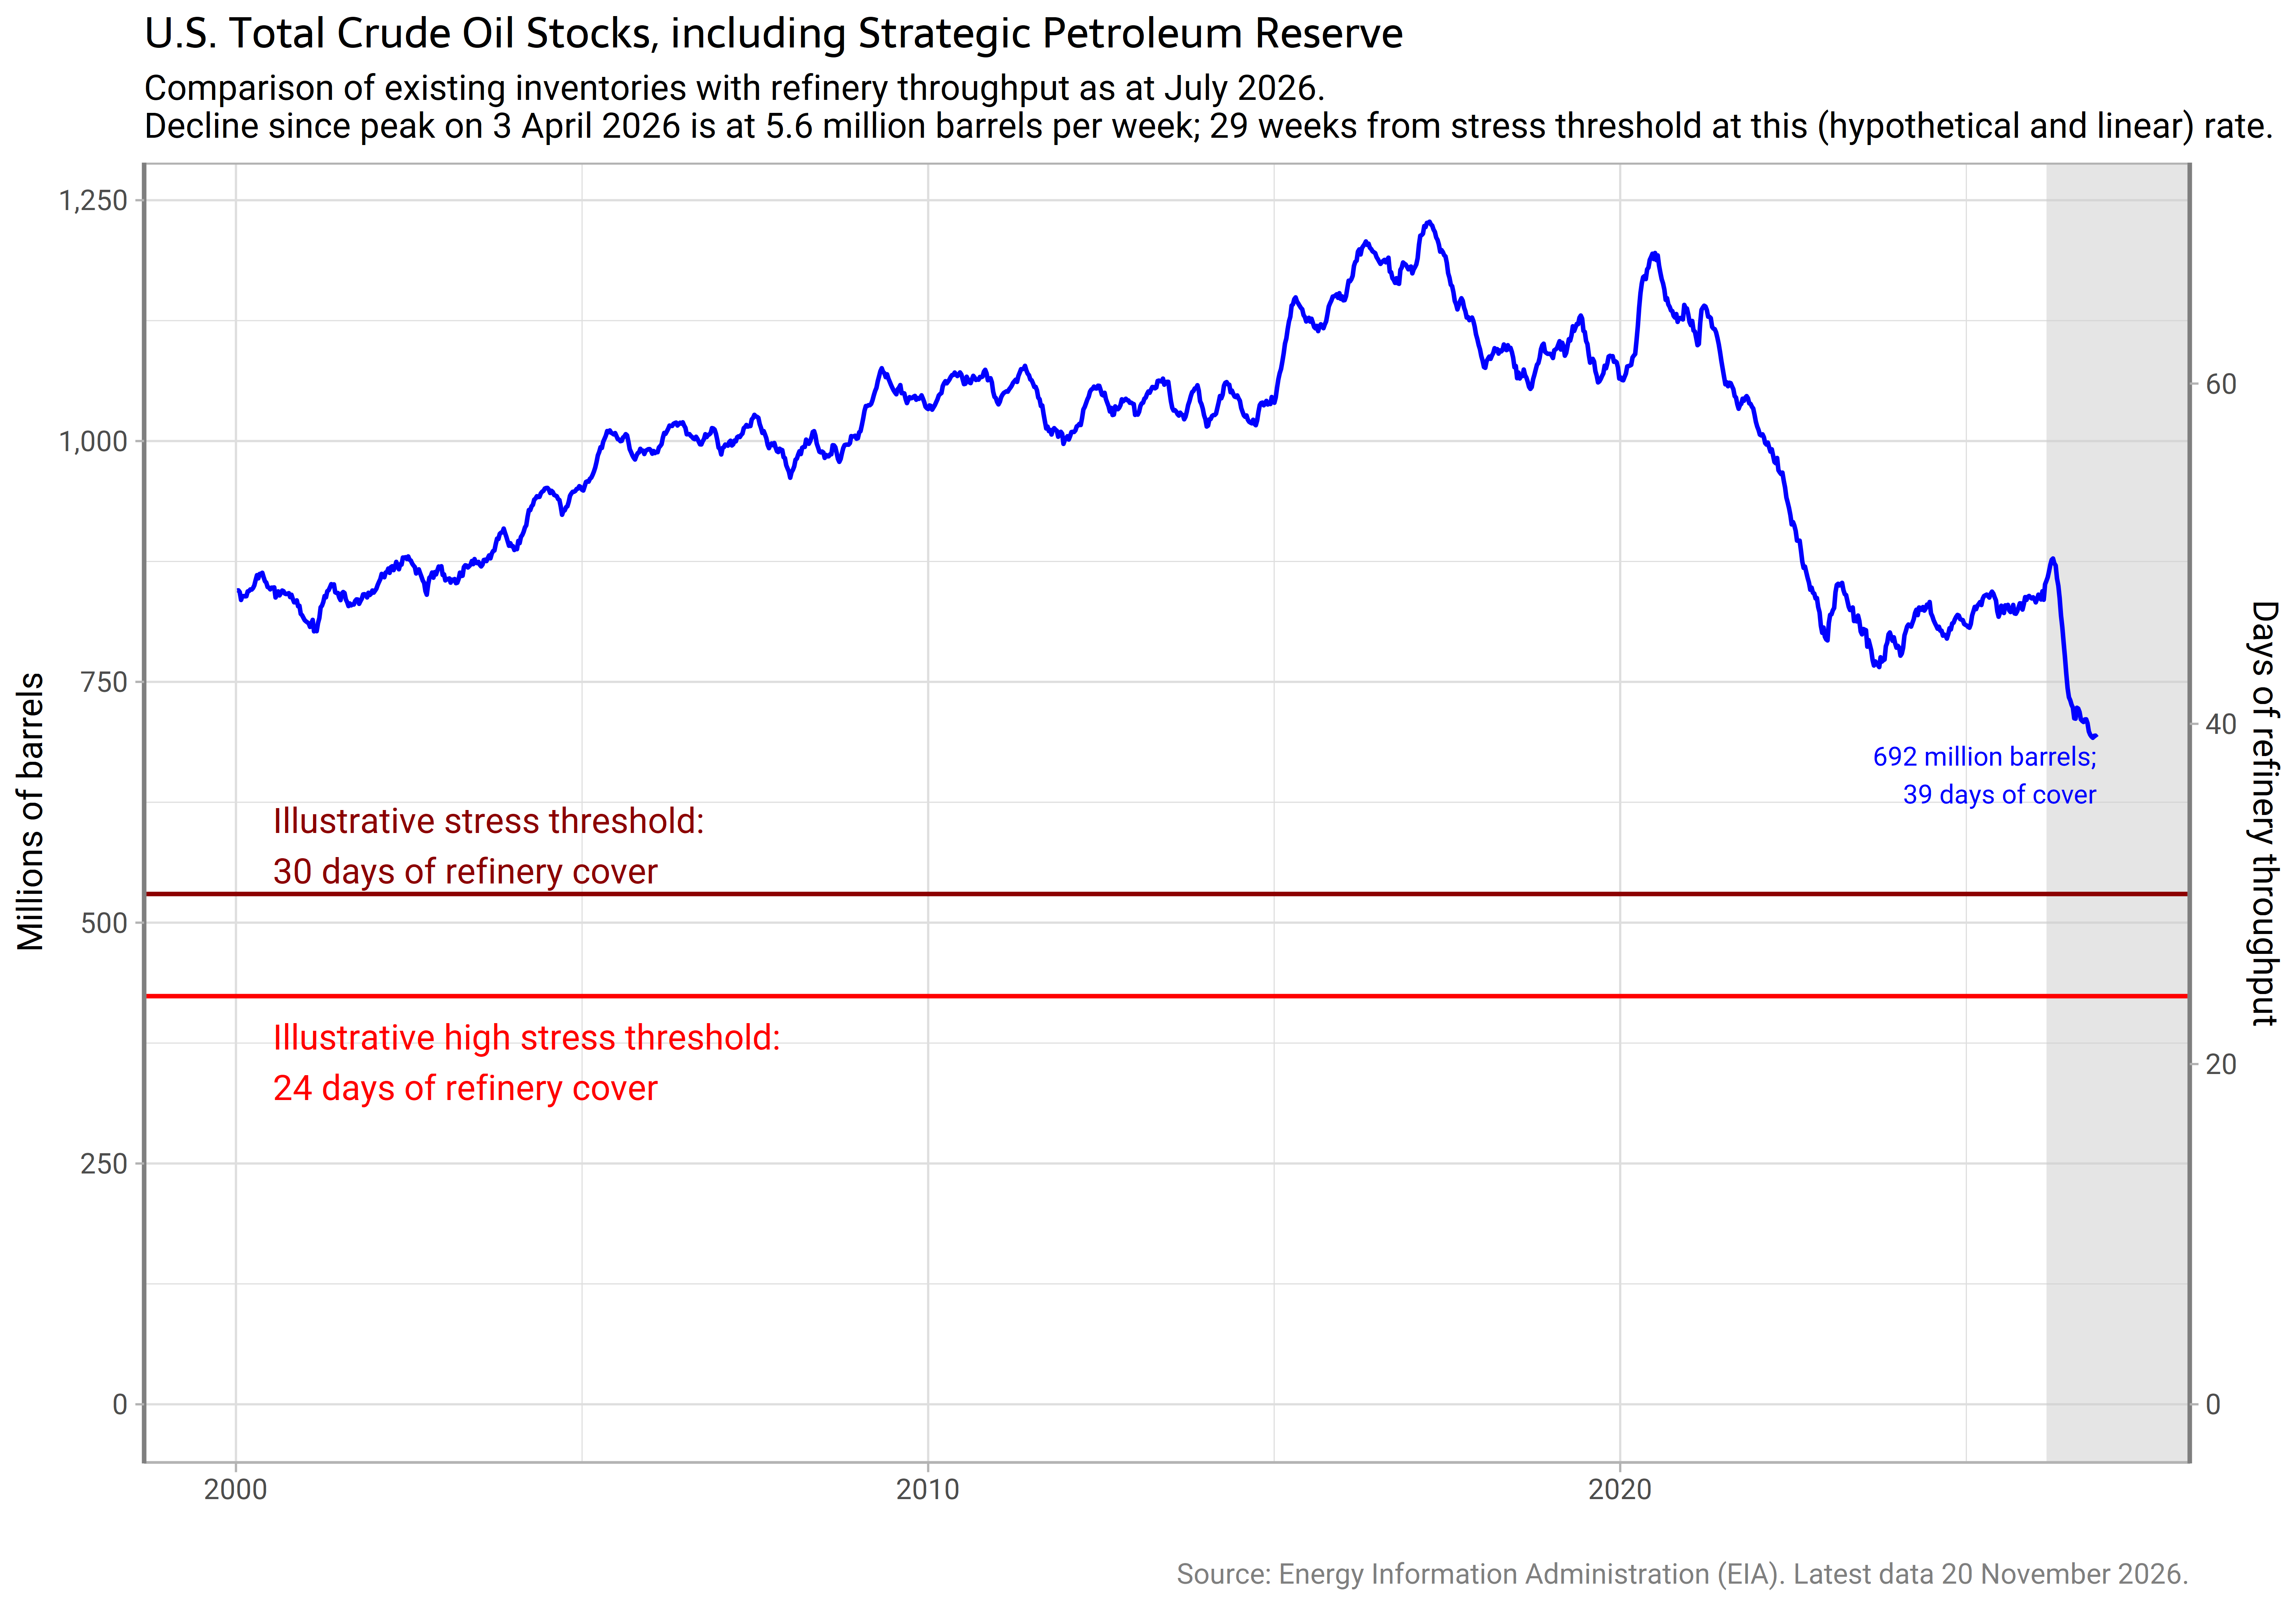 U.S. Total Crude Oil Stocks, including Strategic Petroleum Reserve
Comparison of existing inventories with refinery throughput as at July 2026.
Decline since peak on 3 April 2026 is at 5.6 million barrels per week; 29 weeks from stress threshold at this (hypothetical and linear) rate.
Millions of barrels
1,250
1,000
750
500
250
0
Illustrative stress threshold:
30 days of refinery cover
Illustrative high stress threshold:
24 days of refinery cover
692 million barrels;
39 days of cover
60
40
20
0
Days of refinery throughput
2000
2010
2020
Source: Energy Information Administration (EIA). Latest data 20 November 2026.